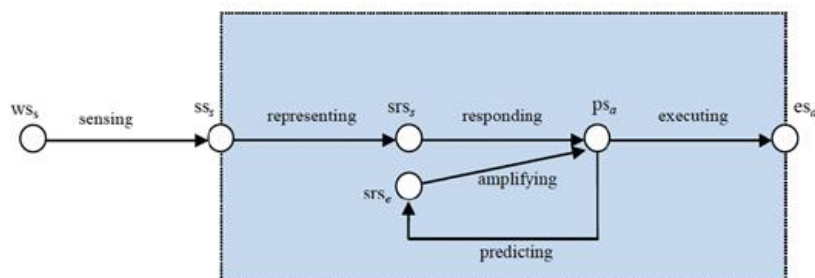 ws_s
sensing
ss_s
representing
srs_s
responding
ps_a
executing
es_a
srs_e
amplifying
predicting